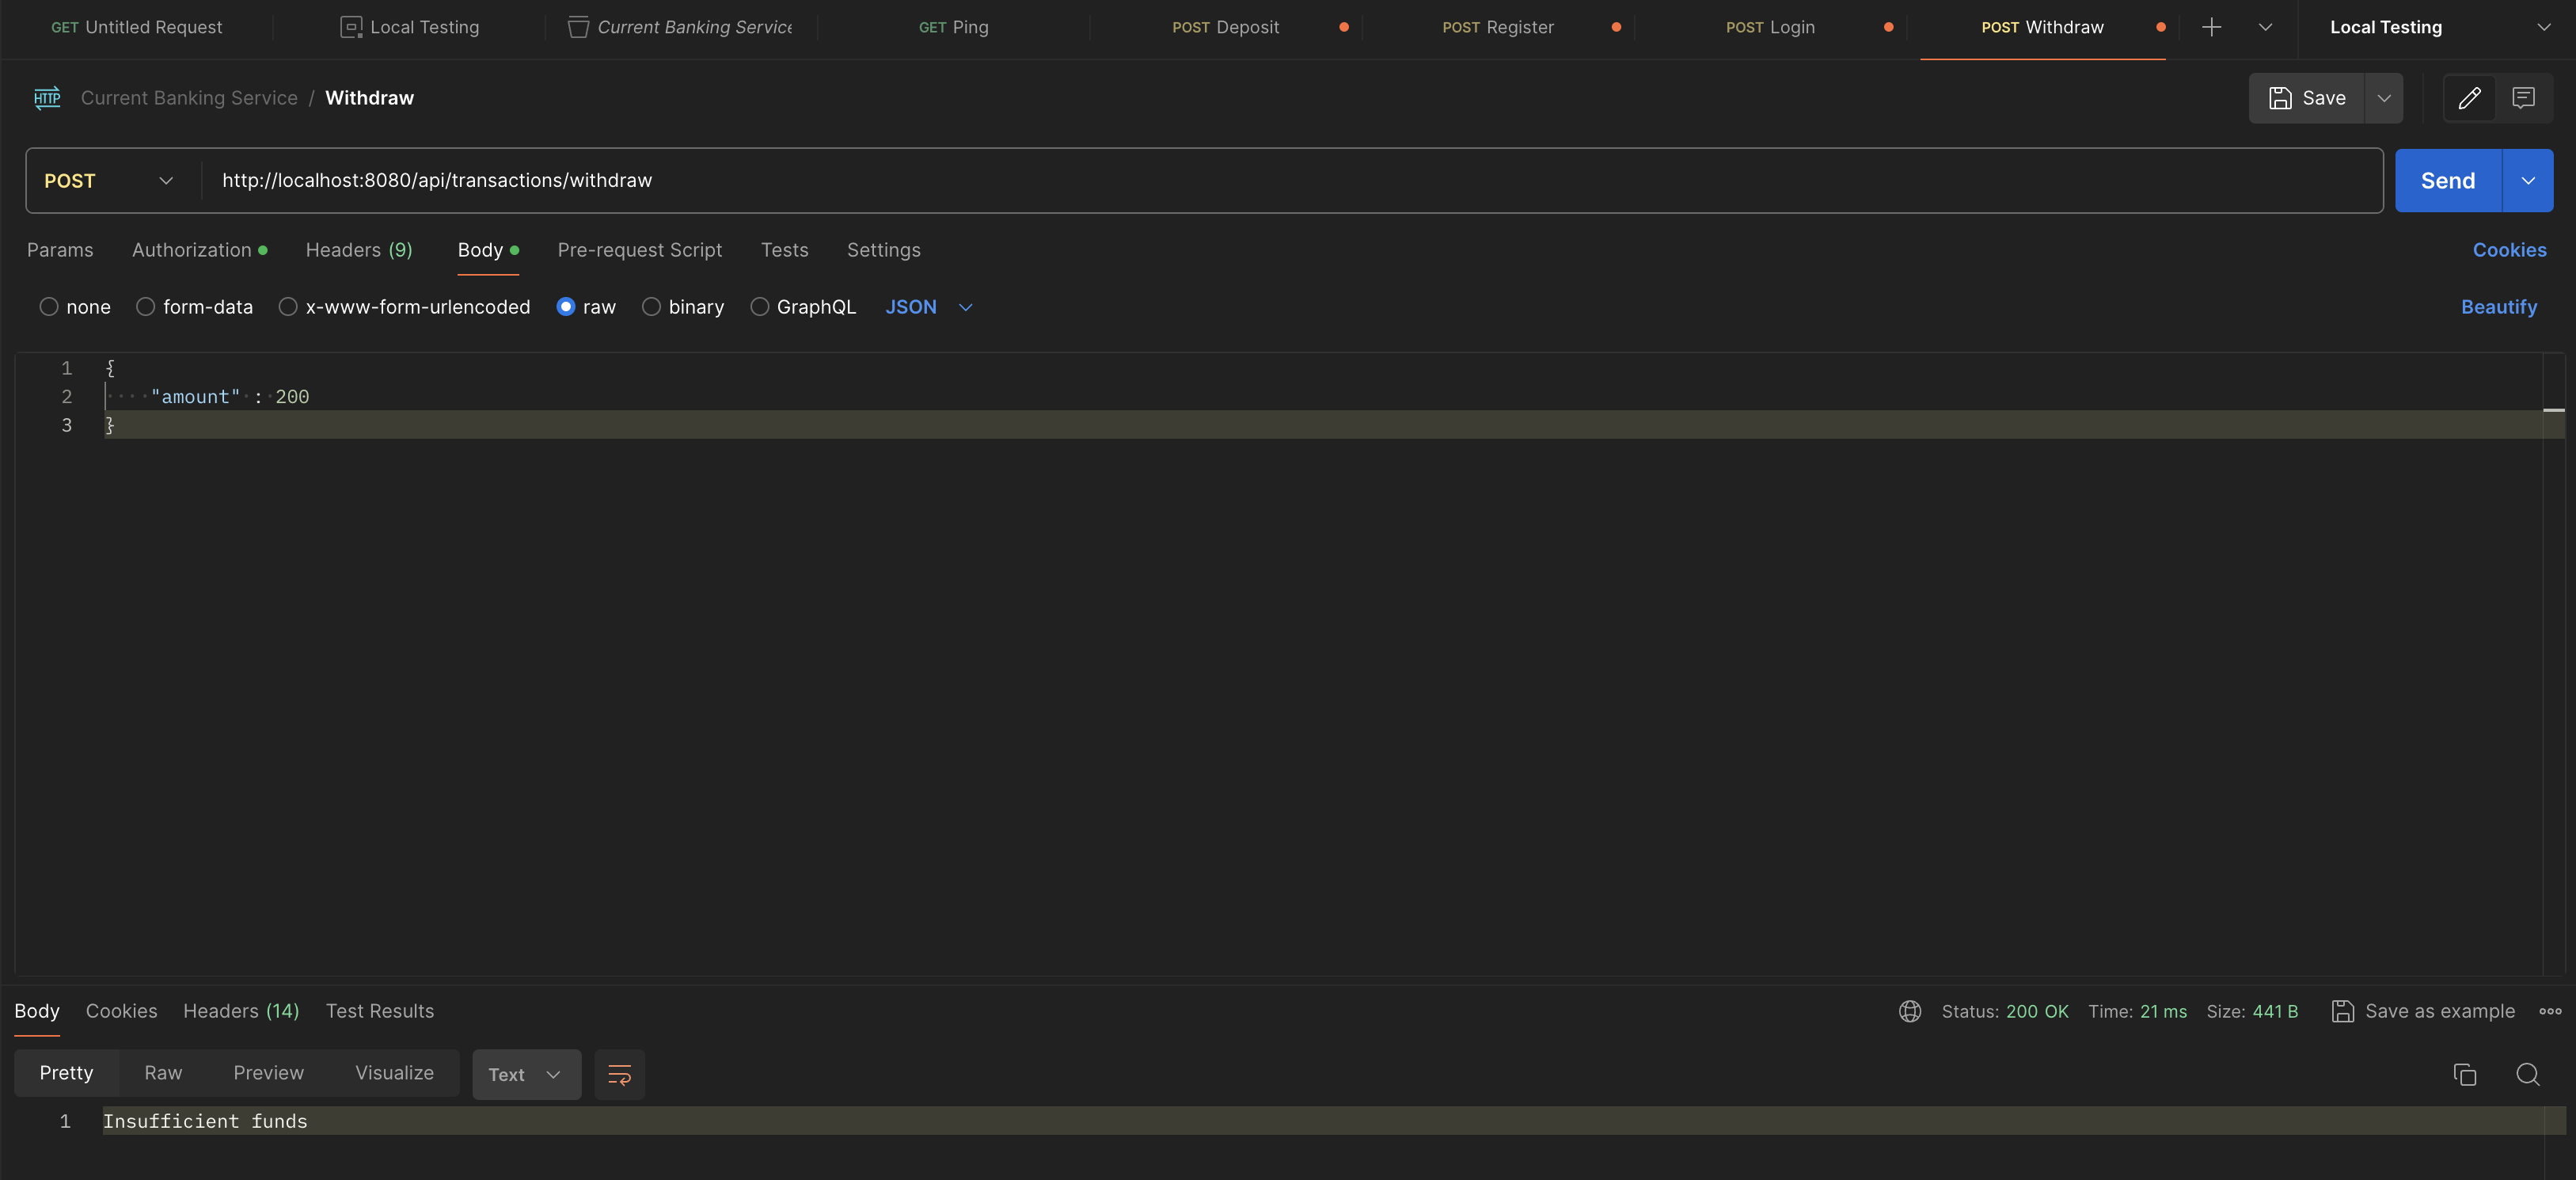 GET Untitled Request
Local Testing
Current Banking Service
GET Ping
POST Deposit
POST Register
POST Login
POST Withdraw
Local Testing
HTTP Current Banking Service / Withdraw
Save
POST http://localhost:8080/api/transactions/withdraw
Send
Params Authorization Headers (9) Body Pre-request Script Tests Settings
Cookies
none form-data x-www-form-urlencoded raw binary GraphQL JSON
Beautify
1 {
2 "amount" : 200
3 }
Body Cookies Headers (14) Test Results
Status: 200 OK Time: 21 ms Size: 441 B
Save as example
Pretty Raw Preview Visualize
Text
1 Insufficient funds